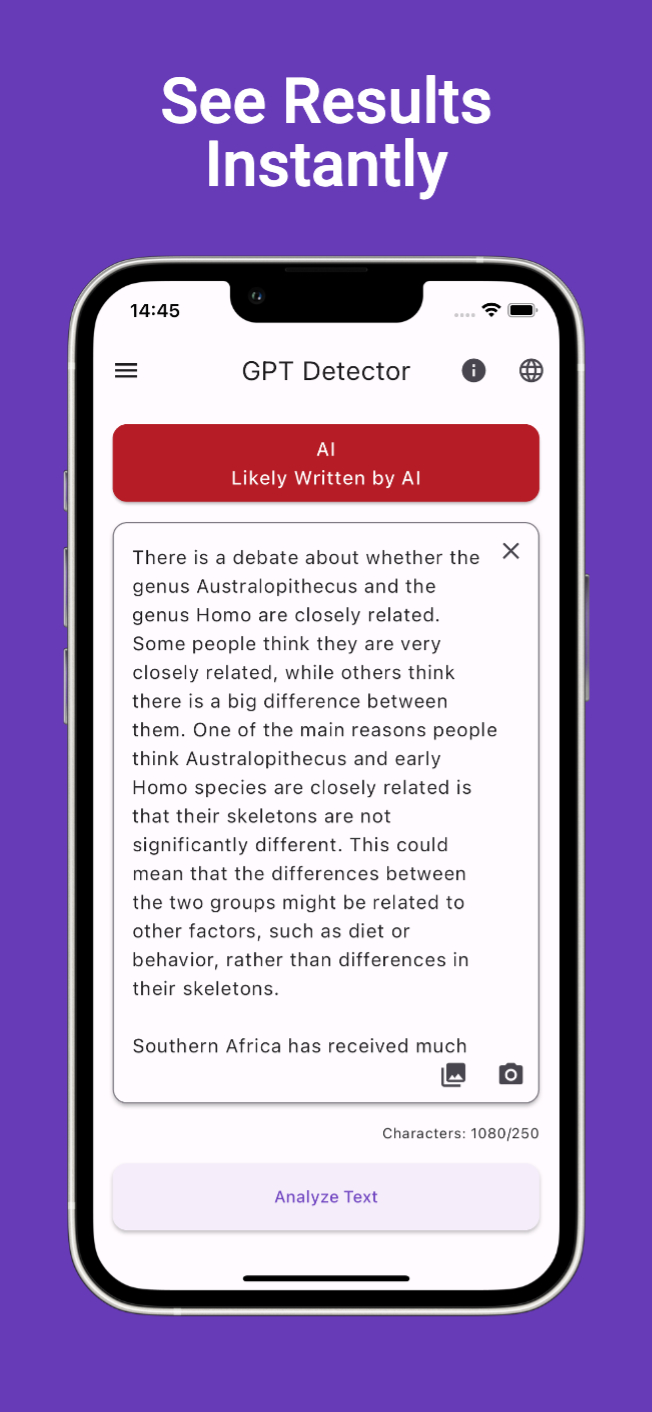 See Results
Instantly
14:45
GPT Detector
AI
Likely Written by AI
There is a debate about whether the
genus Australopithecus and the
genus Homo are closely related.
Some people think they are very
closely related, while others think
there is a big difference between
them. One of the main reasons people
think Australopithecus and early
Homo species are closely related is
that their skeletons are not
significantly different. This could
mean that the differences between
the two groups might be related to
other factors, such as diet or
behavior, rather than differences in
their skeletons.
Southern Africa has received much
Characters: 1080/250
Analyze Text